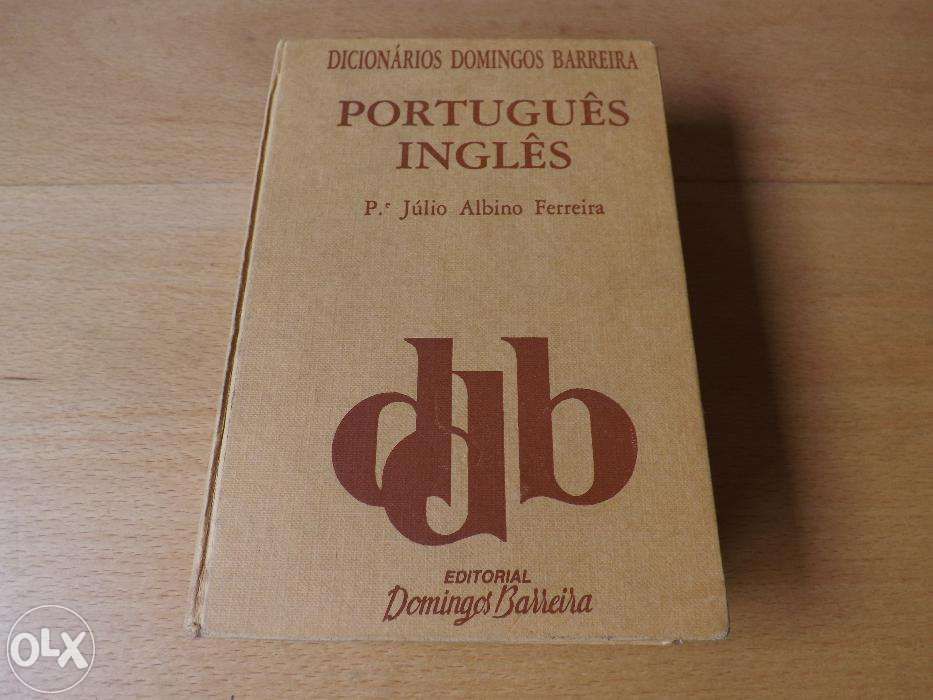 DICIONÁRIOS DOMINGOS BARREIRA
PORTUGUÊS
INGLÊS
P.e Júlio Albino Ferreira
ddb
EDITORIAL
Domingos Barreira
OLX